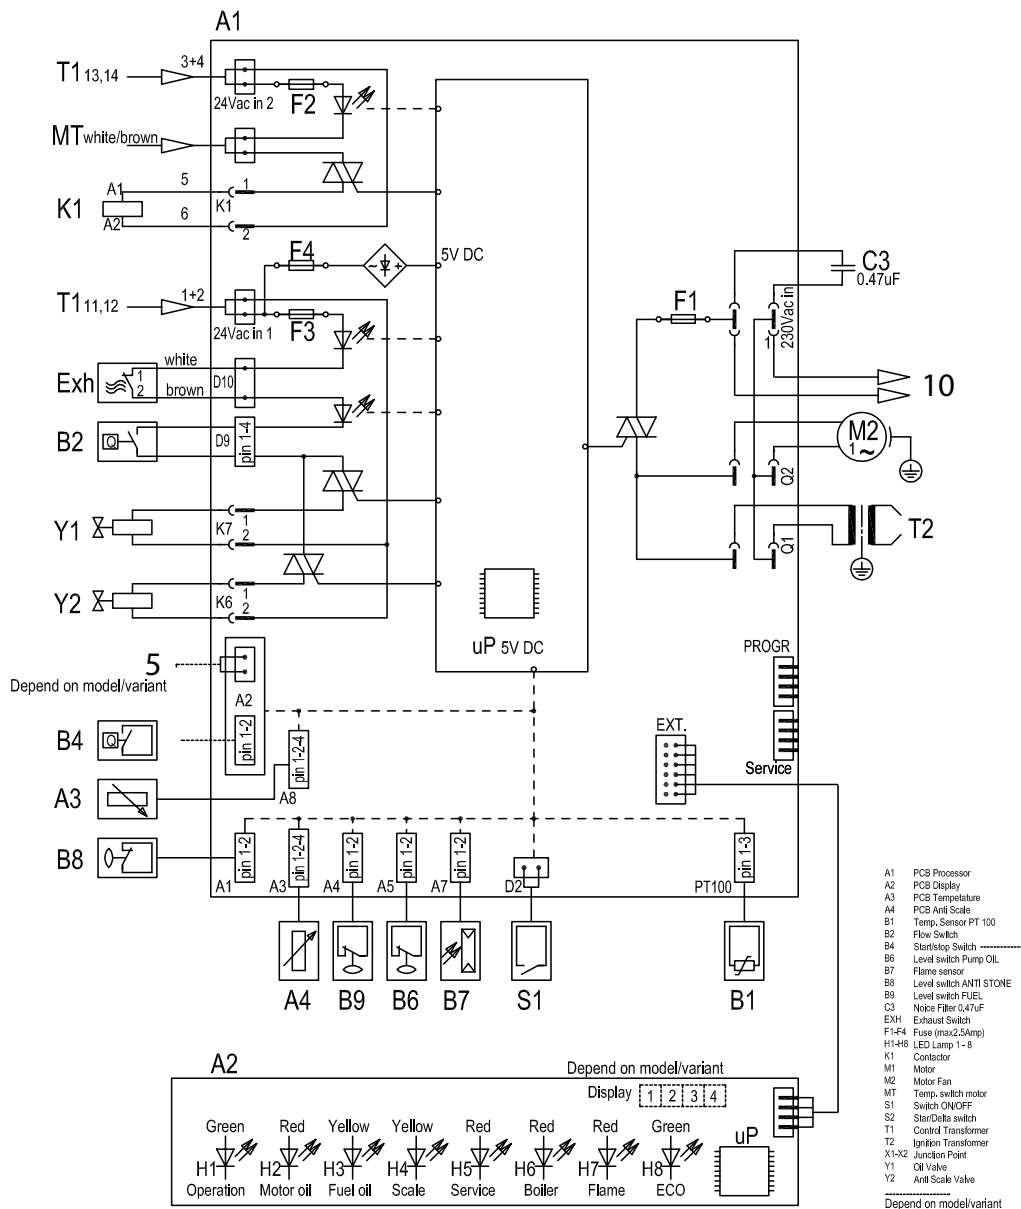 A1
T1 13,14
3+4
24Vac in 2
F2
MT white/brown
K1
A1
A2
5
6
1
K1
2
F4
~ +
5V DC
T1 11,12
1+2
24Vac in 1
F3
F1
C3
0.47uF
230Vac in
1
10
Exh
1
2
white
brown
D10
B2
Q
D9
pin 1-4
M2
1~
Q2
Y1
K7
1
2
Q1
T2
Y2
K6
1
2
uP 5V DC
5
Depend on model/variant
A2
pin 1-2
PROGR
B4
Q
EXT.
Service
pin 1-2-4
A8
A3
B8
pin 1-2
A1
pin 1-2-4
A3
pin 1-2
A4
pin 1-2
A5
pin 1-2
A7
D2
pin 1-3
PT100
A4
B9
B6
B7
S1
B1
A1 PCB Processor
A2 PCB Display
A3 PCB Tempetature
A4 PCB Anti Scale
B1 Temp. Sensor PT 100
B2 Flow Switch
B4 Start/stop Switch ------------
B6 Level switch Pump OIL
B7 Flame sensor
B8 Level switch ANTI STONE
B9 Level switch FUEL
C3 Noice Filter 0,47uF
EXH Exhaust Switch
F1-F4 Fuse (max2.5Amp)
H1-H8 LED Lamp 1 - 8
K1 Contactor
M1 Motor
M2 Motor Fan
MT Temp. switch motor
S1 Switch ON/OFF
S2 Star/Delta switch
T1 Control Transformer
T2 Ignition Transformer
X1-X2 Junction Point
Y1 Oil Valve
Y2 Anti Scale Valve
--------------------
Depend on model/variant
A2
Depend on model/variant
Display 1 2 3 4
uP
Green
H1
Operation
Red
H2
Motor oil
Yellow
H3
Fuel oil
Yellow
H4
Scale
Red
H5
Service
Red
H6
Boiler
Red
H7
Flame
Green
H8
ECO